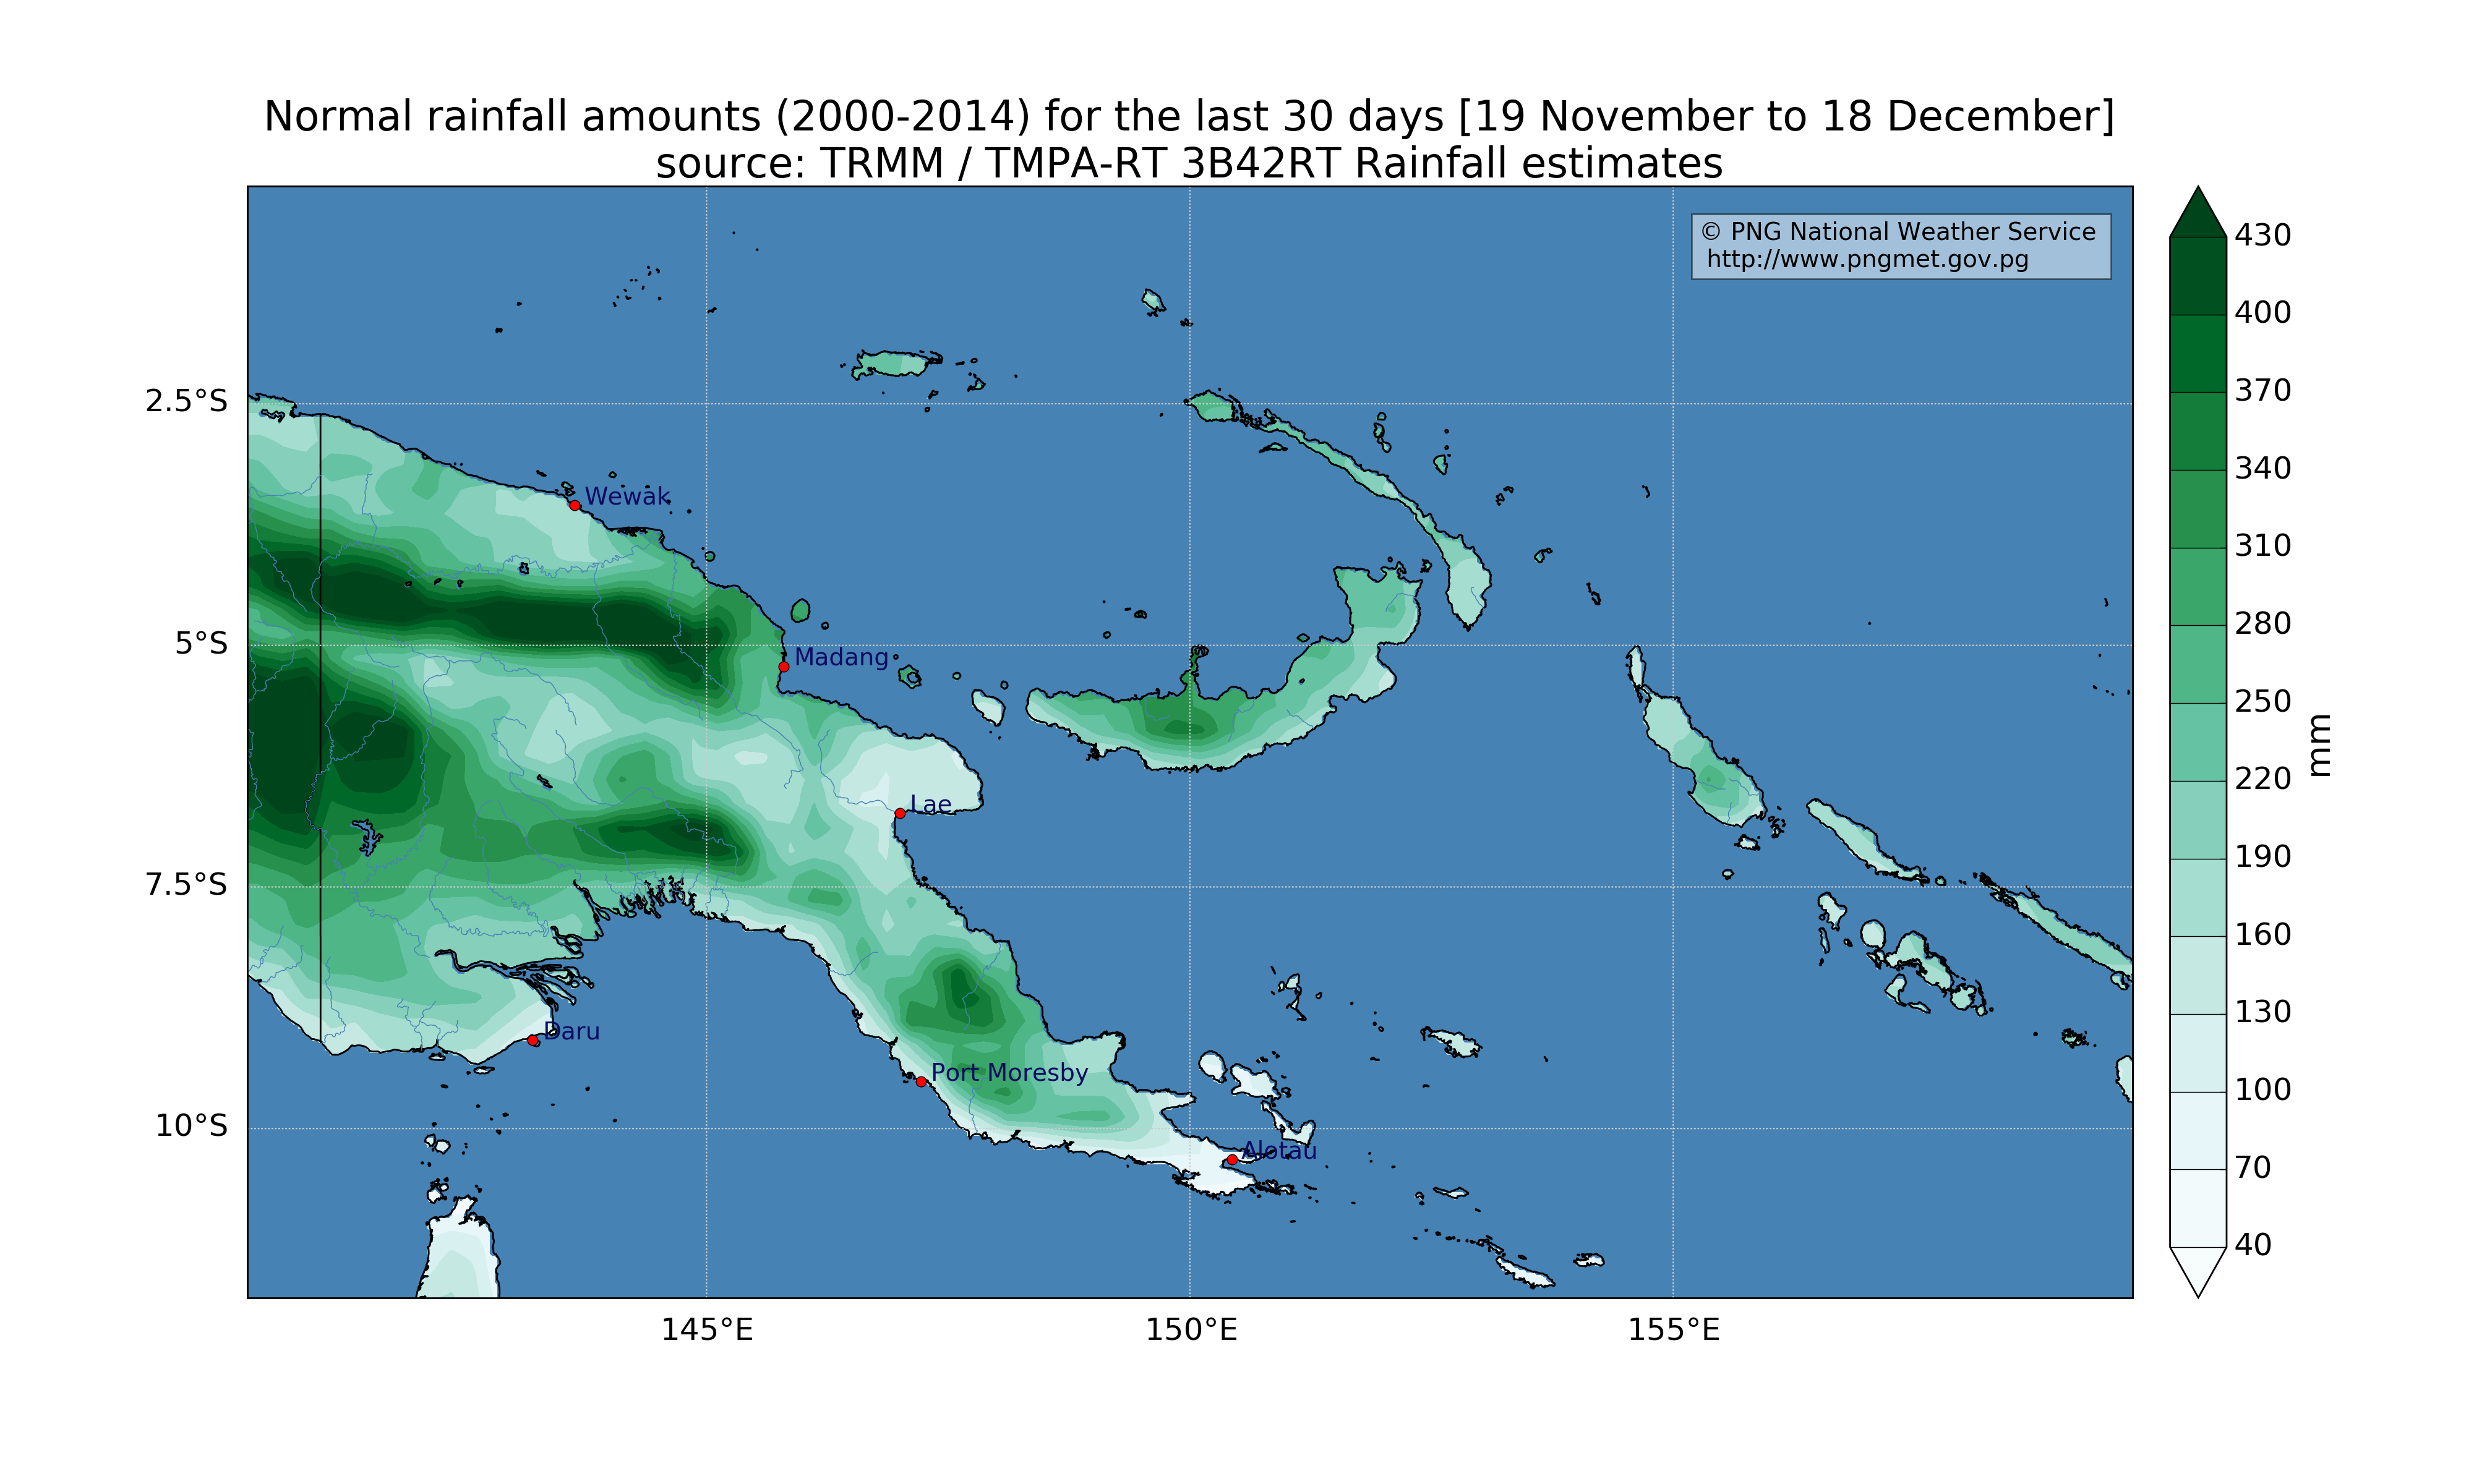 Normal rainfall amounts (2000-2014) for the last 30 days [19 November to 18 December]
source: TRMM / TMPA-RT 3B42RT Rainfall estimates
© PNG National Weather Service
http://www.pngmet.gov.pg
2.5°S
5°S
7.5°S
10°S
Wewak
Madang
Lae
Daru
Port Moresby
Alotau
145°E
150°E
155°E
430
400
370
340
310
280
250
220
190
160
130
100
70
40
mm